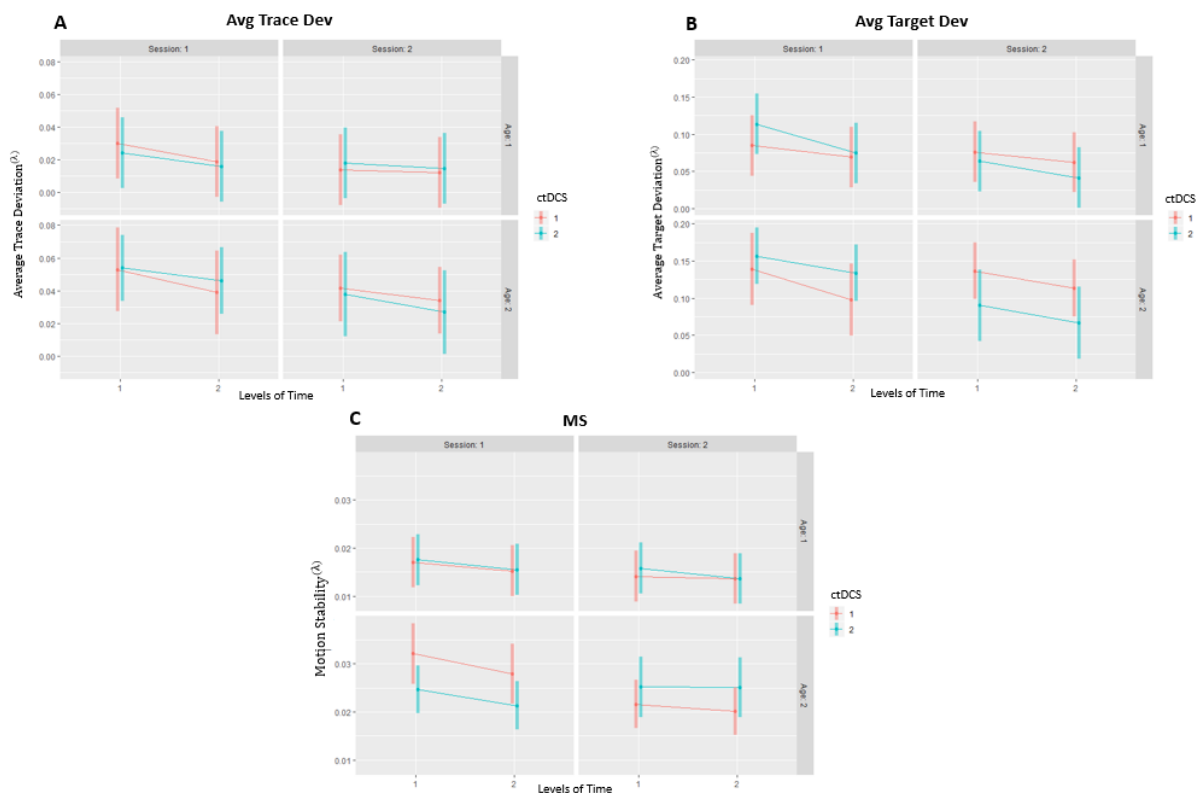 A Avg Trace Dev
Session: 1 Session: 2
0.08
0.06
0.04
0.02
0.00
Age: 1
0.08
0.06
0.04
0.02
0.00
Age: 2
Average Trace Deviation(λ)
1 2 1 2
Levels of Time
ctDCS
1
2
B Avg Target Dev
Session: 1 Session: 2
0.20
0.15
0.10
0.05
0.00
Age: 1
0.20
0.15
0.10
0.05
0.00
Age: 2
Average Target Deviation(λ)
1 2 1 2
Levels of Time
ctDCS
1
2
C MS
Session: 1 Session: 2
0.03
0.02
0.01
Age: 1
0.03
0.02
0.01
Age: 2
Motion Stability(λ)
1 2 1 2
Levels of Time
ctDCS
1
2